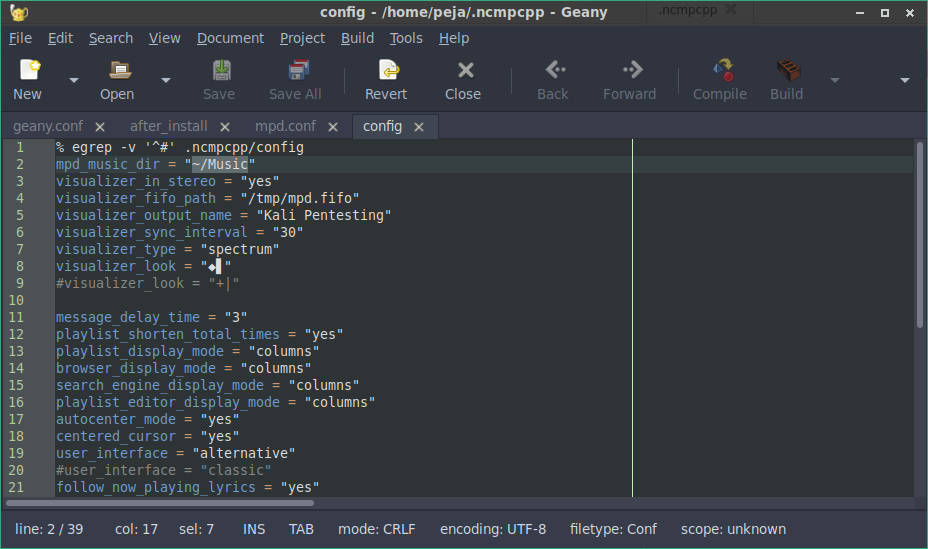 config - /home/peja/.ncmpcpp - Geany
.ncmpcpp
File Edit Search View Document Project Build Tools Help
New Open Save Save All Revert Close Back Forward Compile Build
geany.conf after_install mpd.conf config
1 % egrep -v '^#' .ncmpcpp/config
2 mpd_music_dir = "~/Music"
3 visualizer_in_stereo = "yes"
4 visualizer_fifo_path = "/tmp/mpd.fifo"
5 visualizer_output_name = "Kali Pentesting"
6 visualizer_sync_interval = "30"
7 visualizer_type = "spectrum"
8 visualizer_look = "◆▋"
9 #visualizer_look = "+|"
10
11 message_delay_time = "3"
12 playlist_shorten_total_times = "yes"
13 playlist_display_mode = "columns"
14 browser_display_mode = "columns"
15 search_engine_display_mode = "columns"
16 playlist_editor_display_mode = "columns"
17 autocenter_mode = "yes"
18 centered_cursor = "yes"
19 user_interface = "alternative"
20 #user_interface = "classic"
21 follow_now_playing_lyrics = "yes"
line: 2 / 39 col: 17 sel: 7 INS TAB mode: CRLF encoding: UTF-8 filetype: Conf scope: unknown